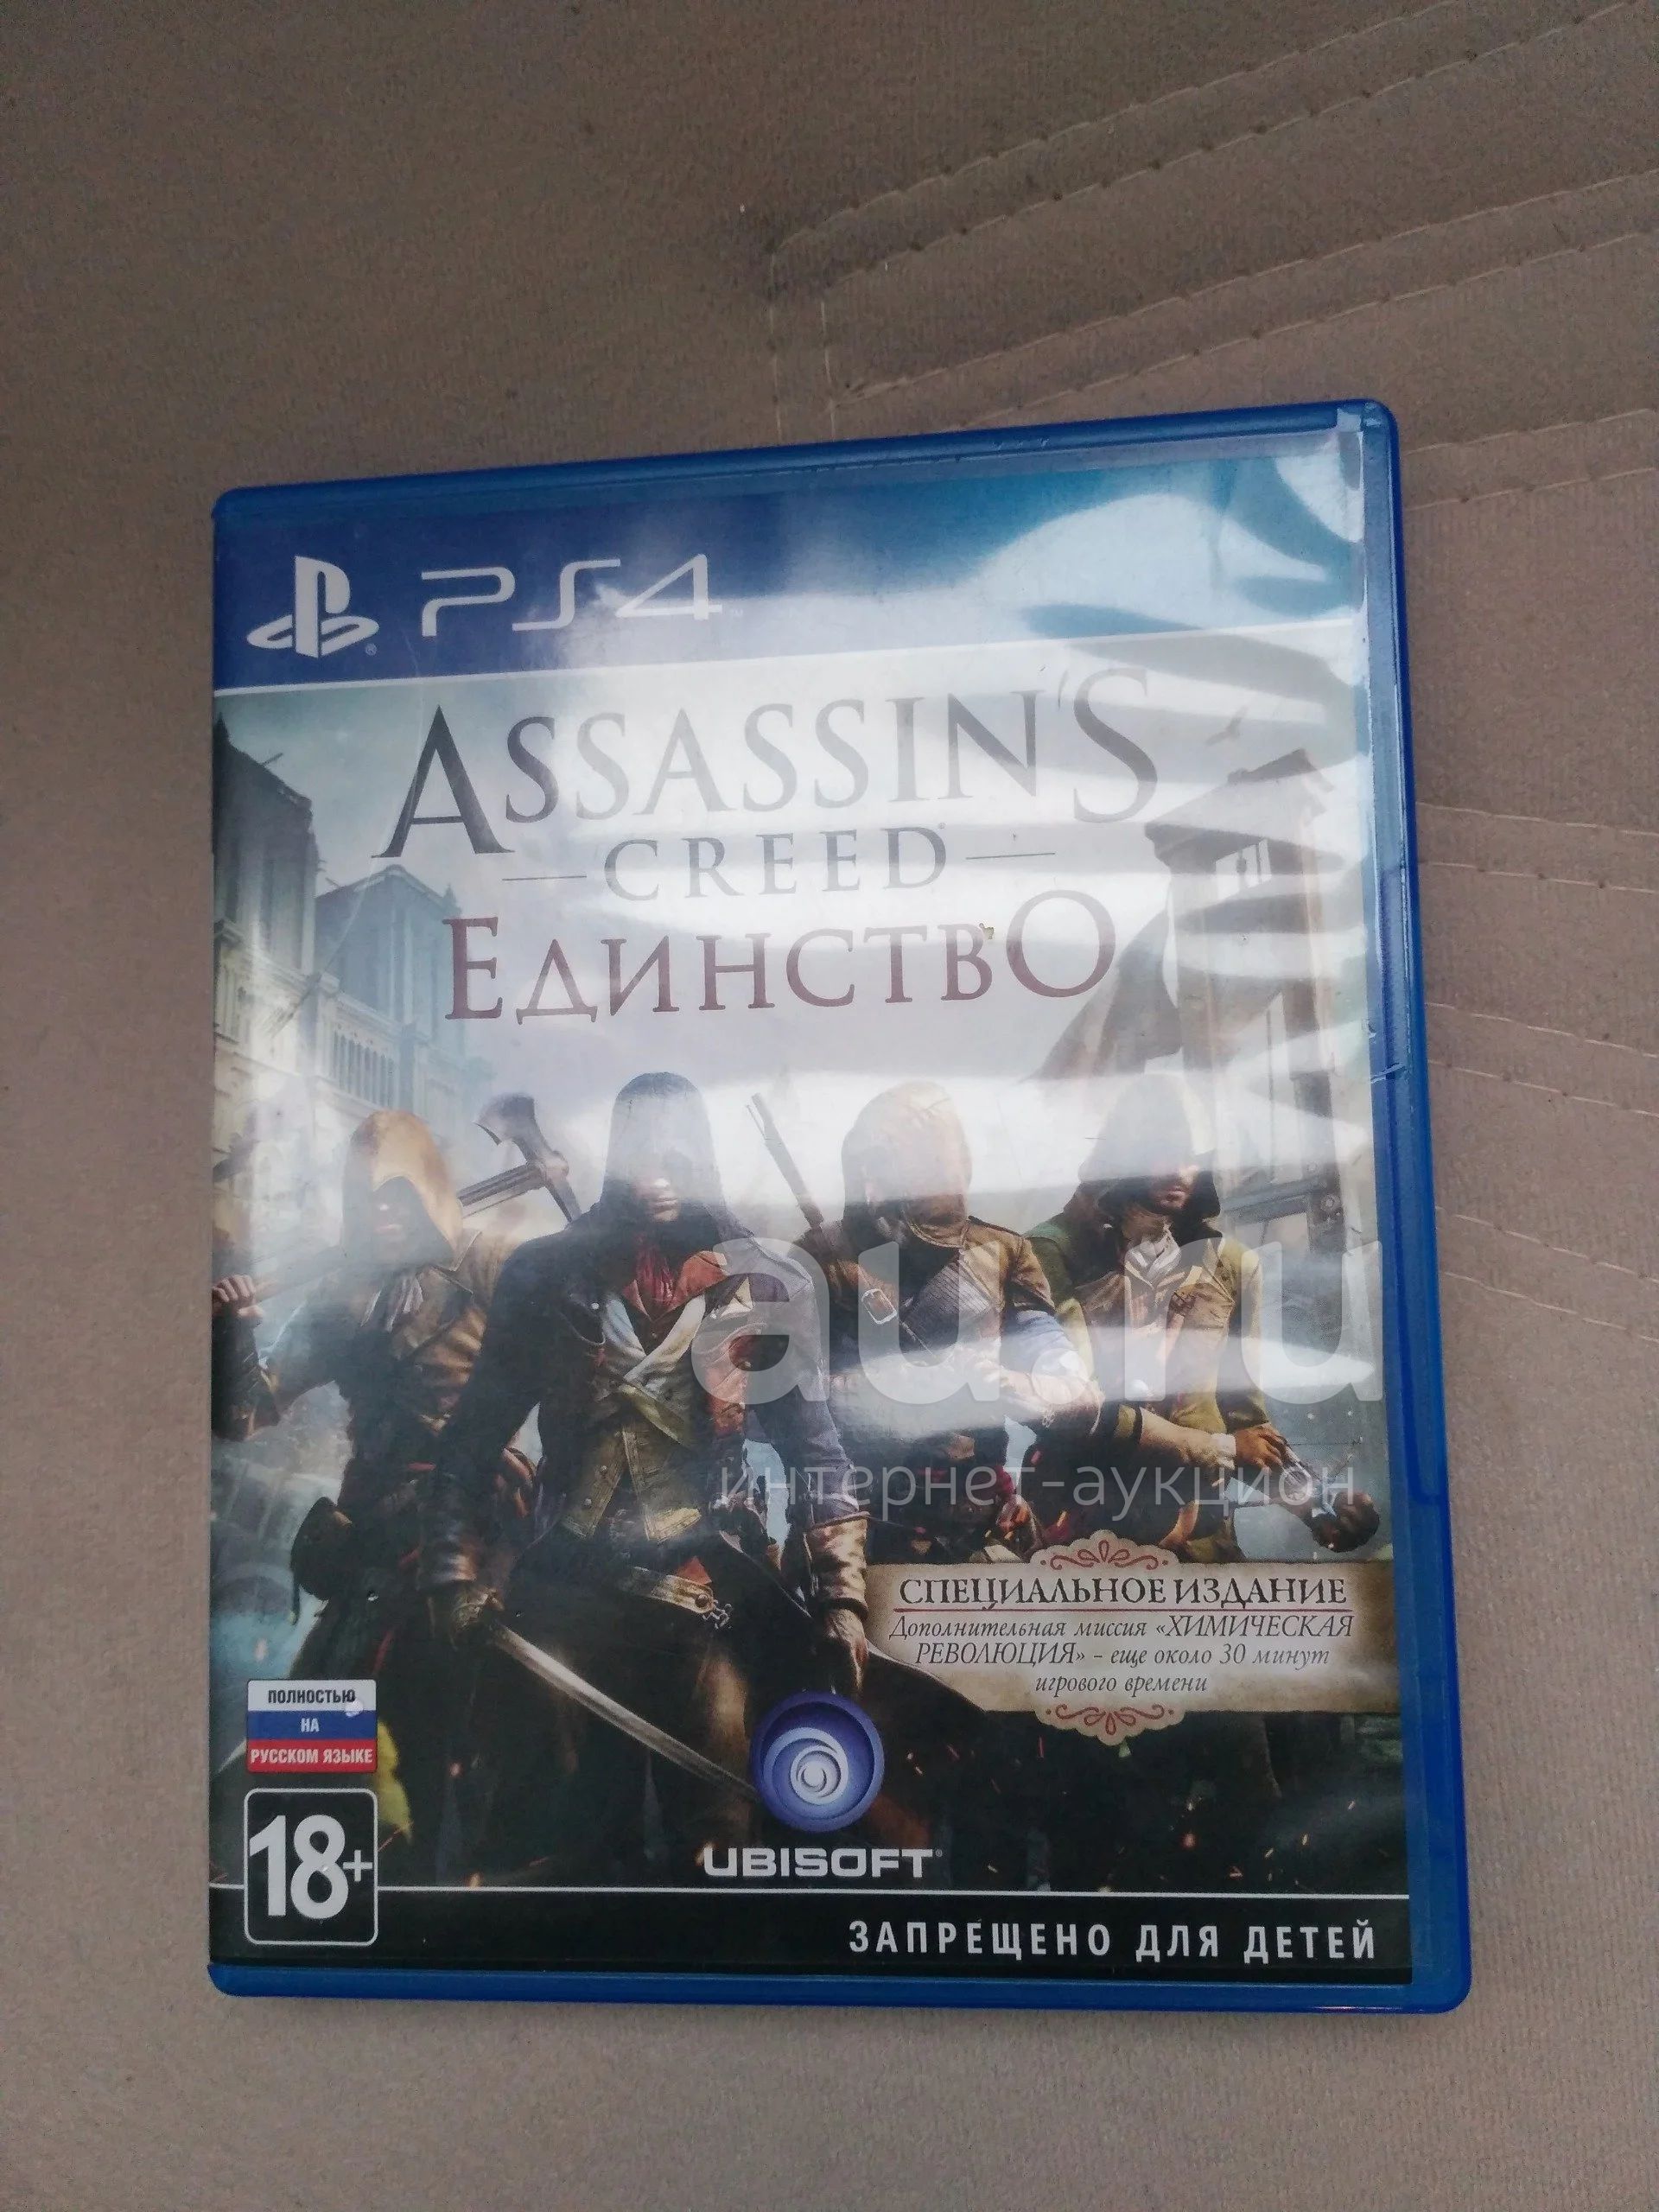 PS4
ASSASSIN'S
CREED
ЕДИНСТВО
au.ru
интернет-аукцион
СПЕЦИАЛЬНОЕ ИЗДАНИЕ
Дополнительная миссия «ХИМИЧЕСКАЯ
РЕВОЛЮЦИЯ» – еще около 30 минут
игрового времени
ПОЛНОСТЬЮ
НА
РУССКОМ ЯЗЫКЕ
18+
UBISOFT
ЗАПРЕЩЕНО ДЛЯ ДЕТЕЙ